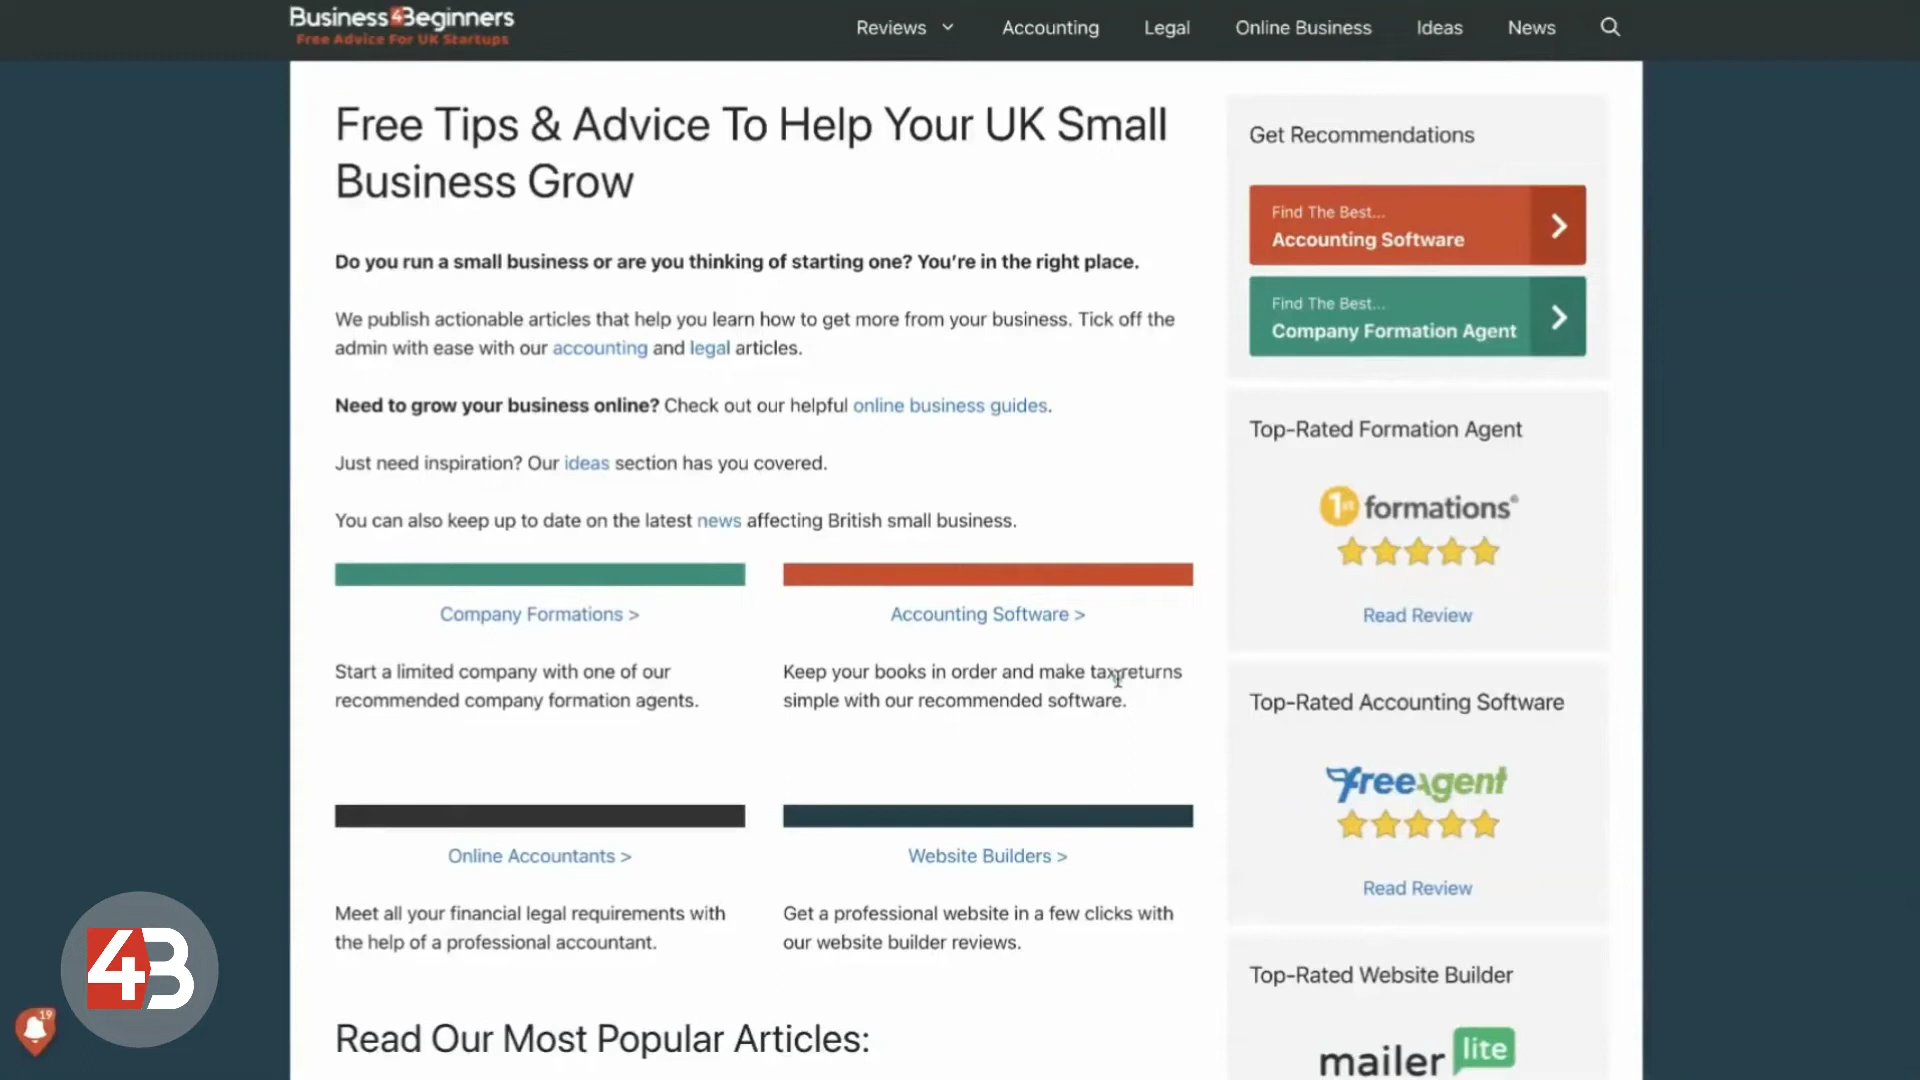 Business4Beginners
Free Advice For UK Startups
Reviews
Accounting
Legal
Online Business
Ideas
News
Free Tips & Advice To Help Your UK Small
Business Grow
Do you run a small business or are you thinking of starting one? You're in the right place.
We publish actionable articles that help you learn how to get more from your business. Tick off the
admin with ease with our accounting and legal articles.
Need to grow your business online? Check out our helpful online business guides.
Just need inspiration? Our ideas section has you covered.
You can also keep up to date on the latest news affecting British small business.
Company Formations >
Start a limited company with one of our
recommended company formation agents.
Accounting Software >
Keep your books in order and make tax returns
simple with our recommended software.
Online Accountants >
Meet all your financial legal requirements with
the help of a professional accountant.
Website Builders >
Get a professional website in a few clicks with
our website builder reviews.
Read Our Most Popular Articles:
Get Recommendations
Find The Best...
Accounting Software
Find The Best...
Company Formation Agent
Top-Rated Formation Agent
1st formations®
Read Review
Top-Rated Accounting Software
freeagent
Read Review
Top-Rated Website Builder
mailer lite
4B
19